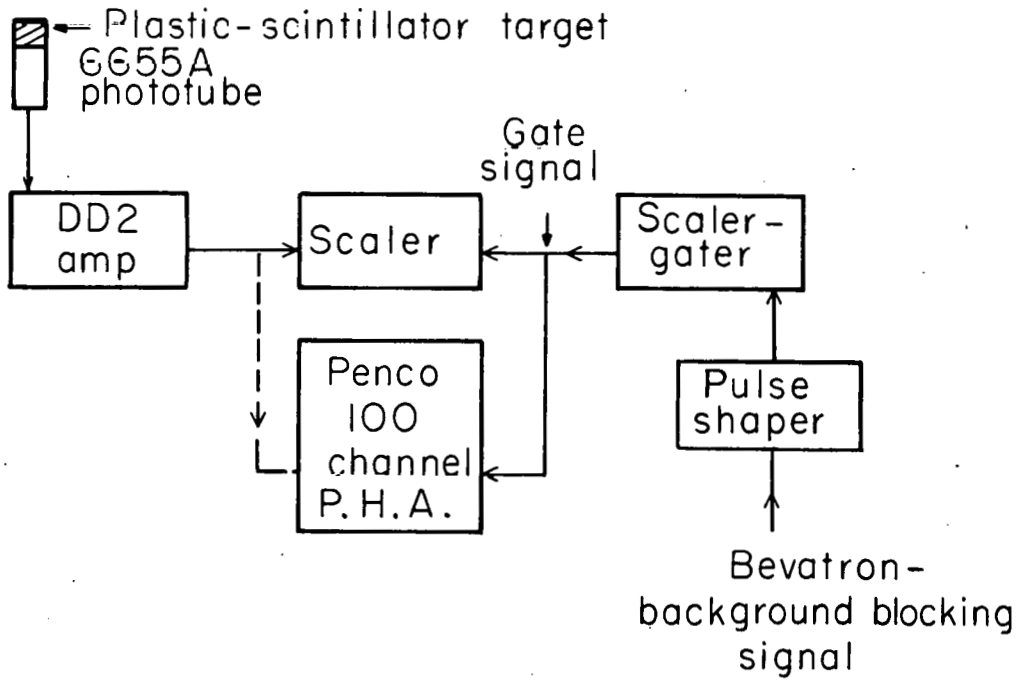 Plastic-scintillator target
6655A
phototube
Gate
signal
DD2
amp
Scaler
Scaler-
gater
Penco
100
channel
P.H.A.
Pulse
shaper
Bevatron-
background blocking
signal